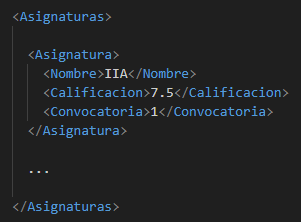 <Asignaturas>
<Asignatura>
<Nombre>IIA</Nombre>
<Calificacion>7.5</Calificacion>
<Convocatoria>1</Convocatoria>
</Asignatura>
...
</Asignaturas>